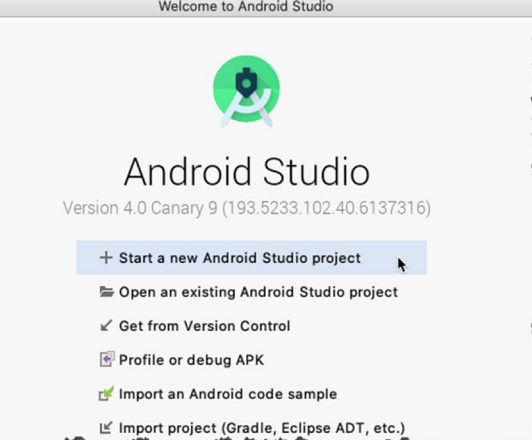 Welcome to Android Studio
Android Studio
Version 4.0 Canary 9 (193.5233.102.40.6137316)
Start a new Android Studio project
Open an existing Android Studio project
Get from Version Control
Profile or debug APK
Import an Android code sample
Import project (Gradle, Eclipse ADT, etc.)